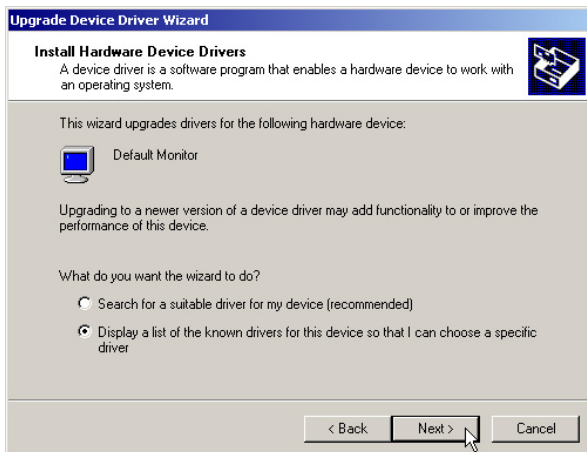 Upgrade Device Driver Wizard
Install Hardware Device Drivers
A device driver is a software program that enables a hardware device to work with
an operating system.
This wizard upgrades drivers for the following hardware device:
Default Monitor
Upgrading to a newer version of a device driver may add functionality to or improve the
performance of this device.
What do you want the wizard to do?
Search for a suitable driver for my device (recommended)
Display a list of the known drivers for this device so that I can choose a specific
driver
< Back Next > Cancel